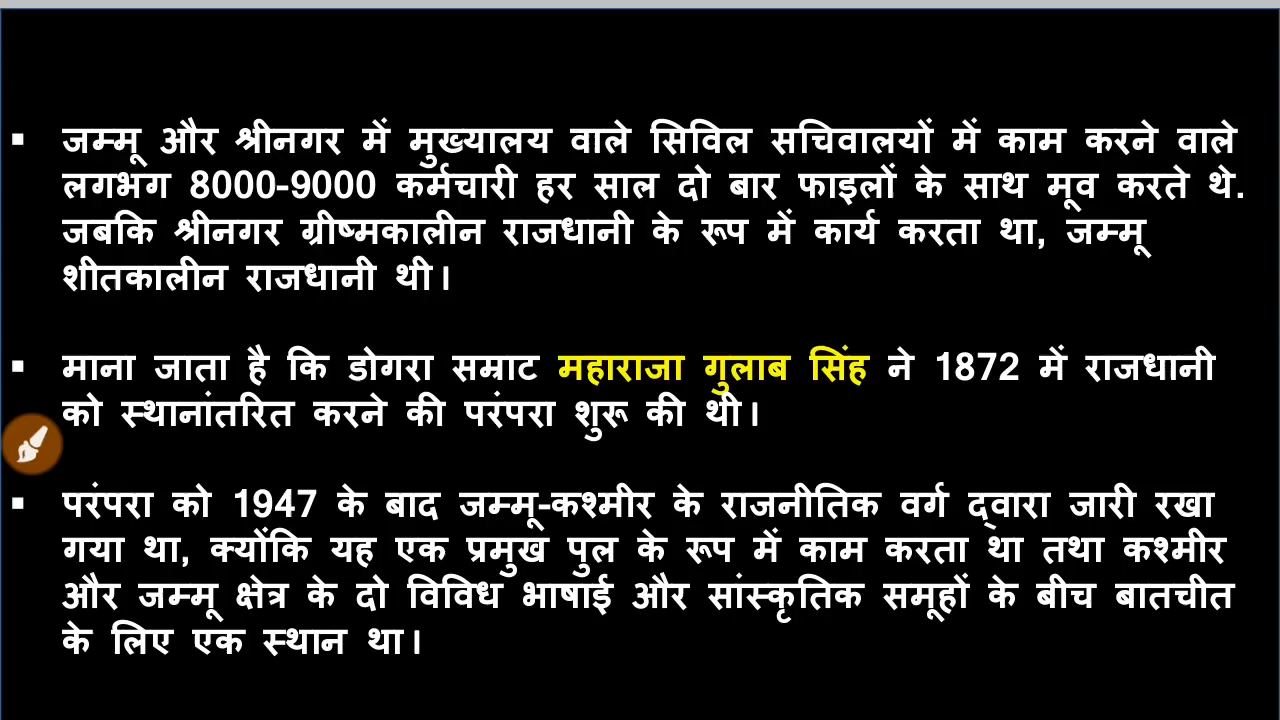 ▪ जम्मू और श्रीनगर में मुख्यालय वाले सिविल सचिवालयों में काम करने वाले
लगभग 8000-9000 कर्मचारी हर साल दो बार फाइलों के साथ मूव करते थे.
जबकि श्रीनगर ग्रीष्मकालीन राजधानी के रूप में कार्य करता था, जम्मू
शीतकालीन राजधानी थी।
▪ माना जाता है कि डोगरा सम्राट महाराजा गुलाब सिंह ने 1872 में राजधानी
को स्थानांतरित करने की परंपरा शुरू की थी।
▪ परंपरा को 1947 के बाद जम्मू-कश्मीर के राजनीतिक वर्ग द्वारा जारी रखा
गया था, क्योंकि यह एक प्रमुख पुल के रूप में काम करता था तथा कश्मीर
और जम्मू क्षेत्र के दो विविध भाषाई और सांस्कृतिक समूहों के बीच बातचीत
के लिए एक स्थान था।